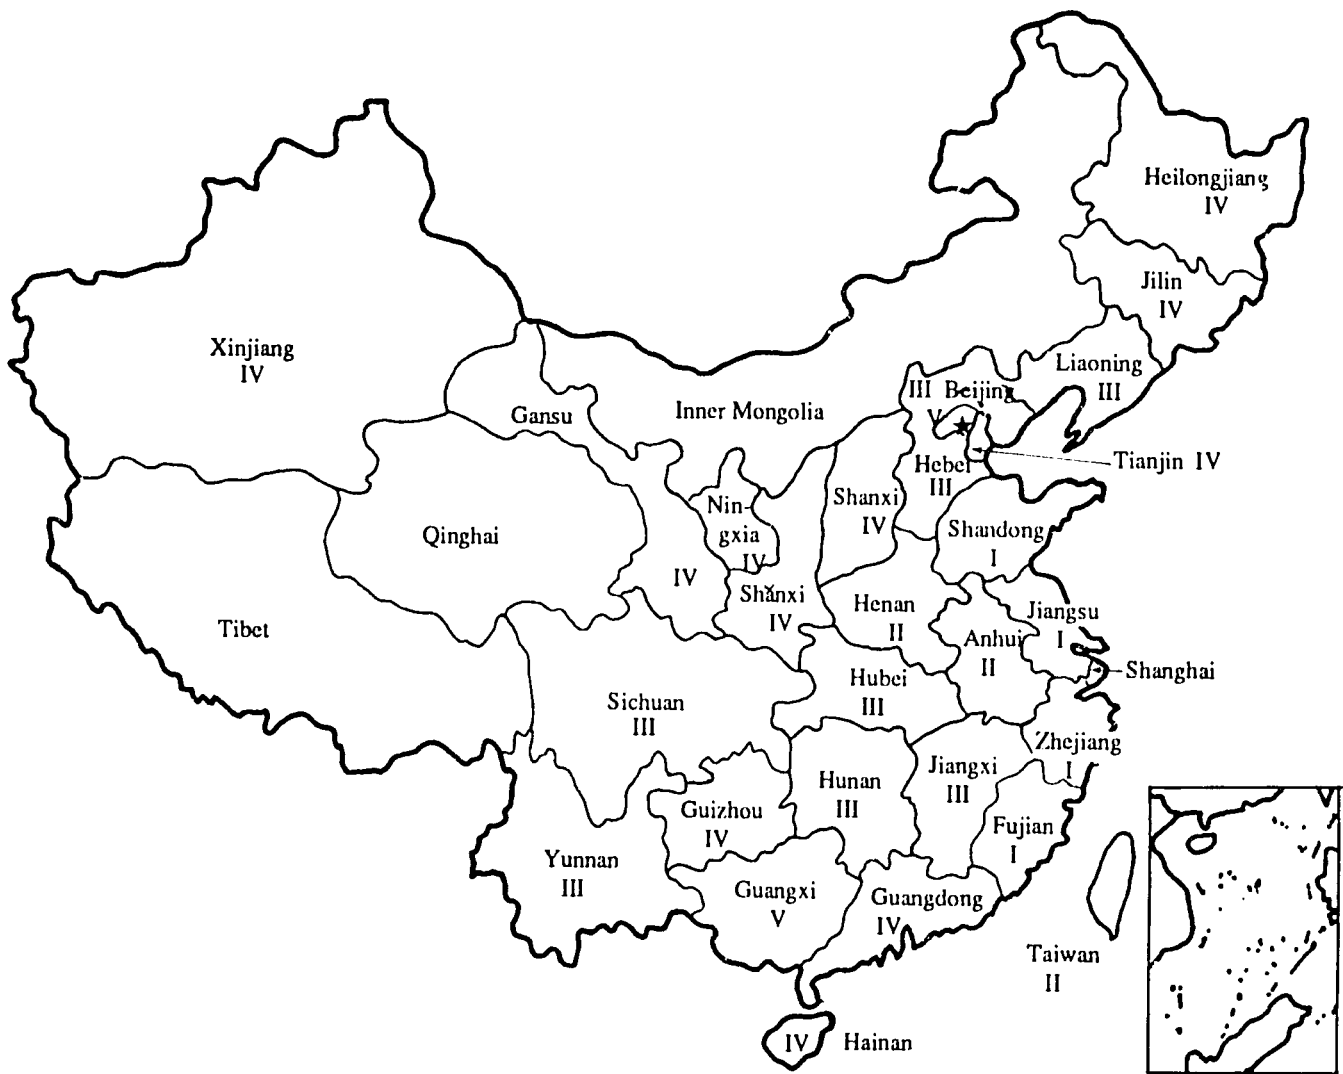 Heilongjiang
IV
Jilin
IV
Liaoning
III
Xinjiang
IV
Gansu
IV
Inner Mongolia
III
Beijing
V
Tianjin IV
Hebei
III
Shanxi
IV
Nin-
gxia
IV
Shandong
I
Qinghai
Shǎnxi
IV
Henan
II
Jiangsu
I
Anhui
II
Shanghai
Tibet
Sichuan
III
Hubei
III
Zhejiang
I
Jiangxi
III
Hunan
III
Guizhou
IV
Fujian
I
Yunnan
III
Guangxi
V
Guangdong
IV
Taiwan
II
IV
Hainan